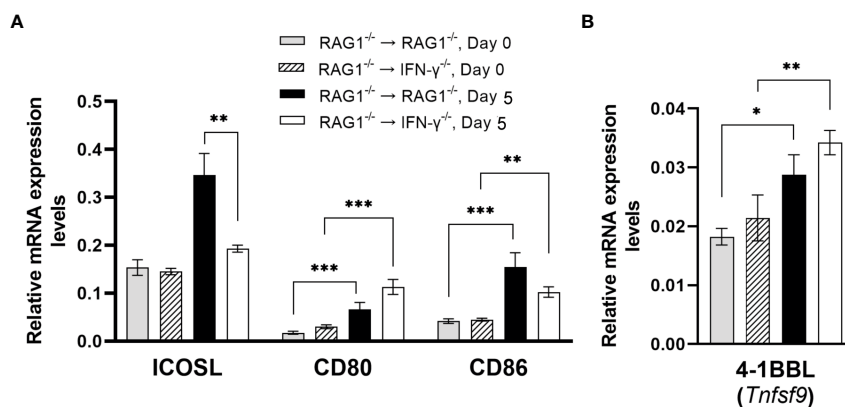 A
RAG1-/- → RAG1-/-, Day 0
RAG1-/- → IFN-γ-/-, Day 0
RAG1-/- → RAG1-/-, Day 5
RAG1-/- → IFN-γ-/-, Day 5
Relative mRNA expression
levels
0.5
0.4
0.3
0.2
0.1
0.0
**
***
***
***
**
ICOSL
CD80
CD86
B
Relative mRNA expression
levels
0.04
0.03
0.02
0.01
0.00
*
**
4-1BBL
(Tnfsf9)